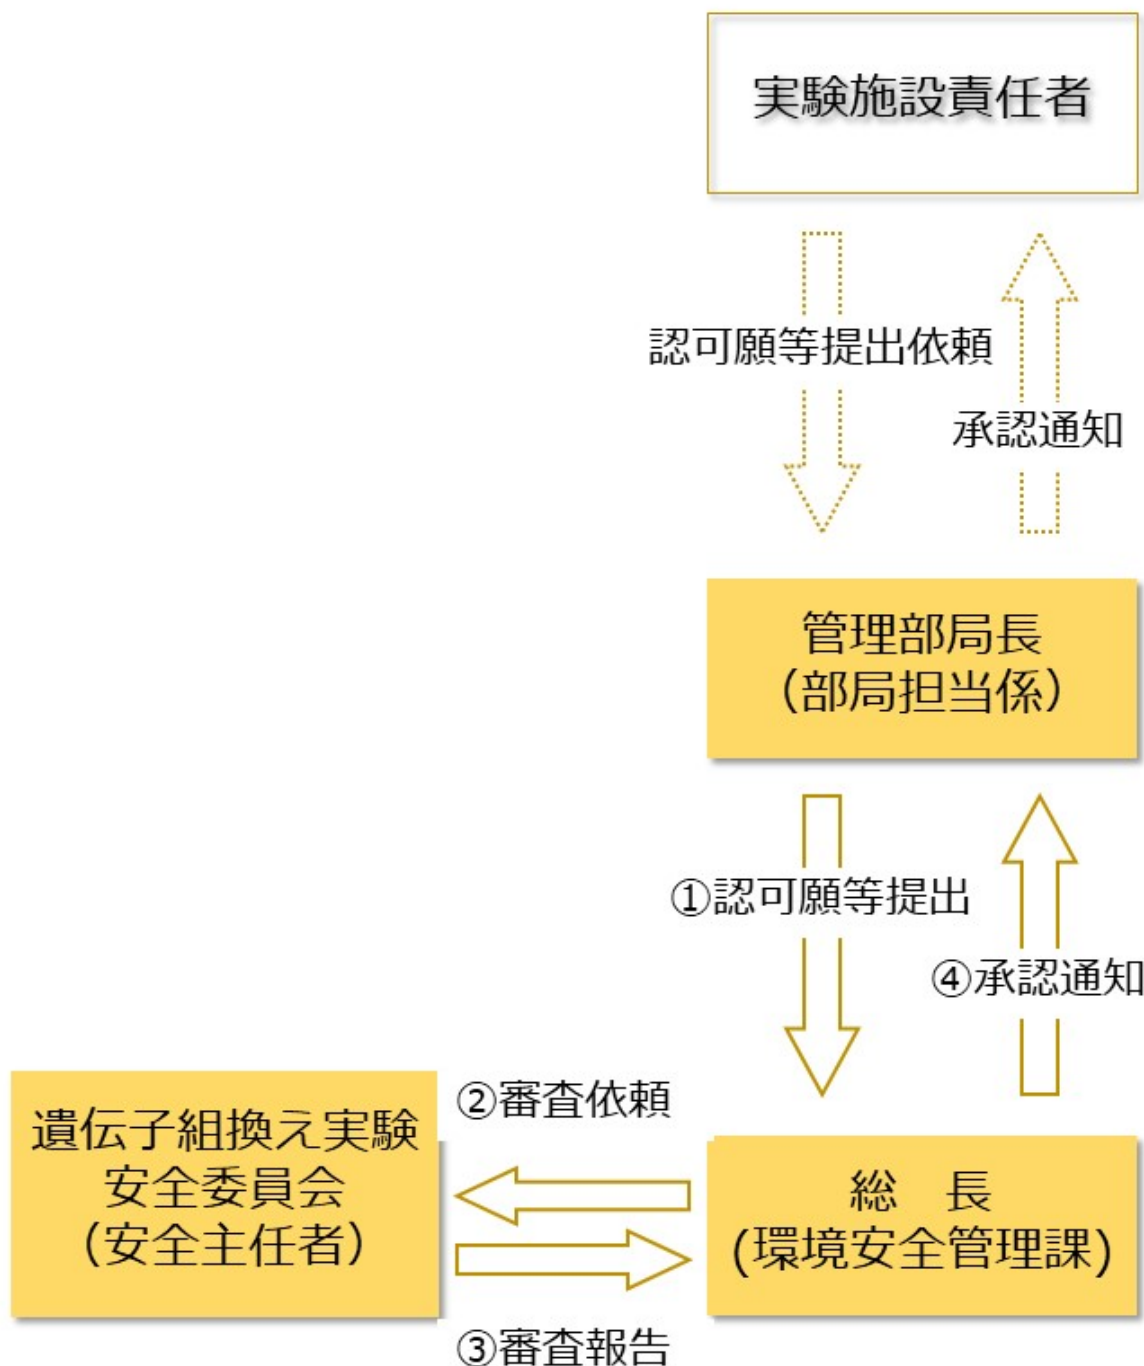 実験施設責任者
認可願等提出依頼
承認通知
管理部局長
（部局担当係）
①認可願等提出
④承認通知
②審査依頼
遺伝子組換え実験
安全委員会
（安全主任者）
総　長
(環境安全管理課)
③審査報告